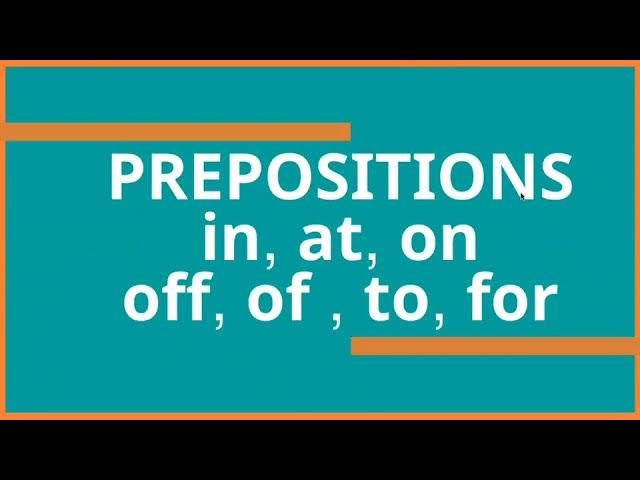 PREPOSITIONS
in, at, on
off, of , to, for